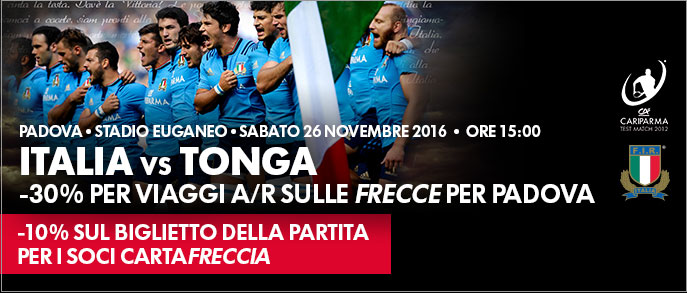 PADOVA • STADIO EUGANEO • SABATO 26 NOVEMBRE 2016 • ORE 15:00
ITALIA vs TONGA
-30% PER VIAGGI A/R SULLE FRECCE PER PADOVA
-10% SUL BIGLIETTO DELLA PARTITA
PER I SOCI CARTAFRECCIA
CARIPARMA
TEST MATCH 2012
F.I.R.
ITALIA